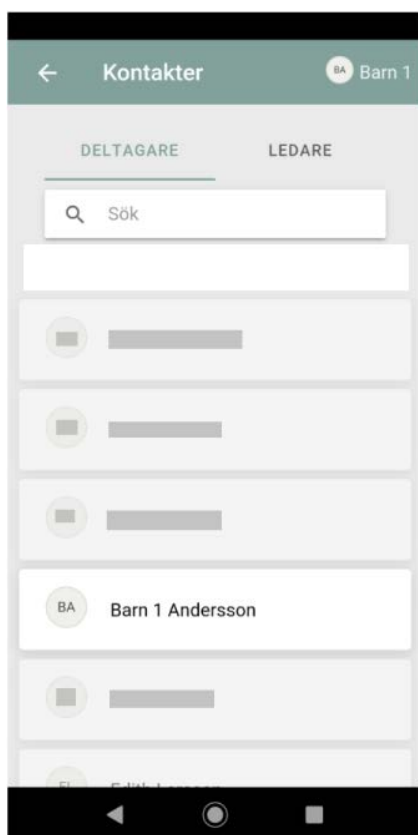 Kontakter
BA Barn 1
DELTAGARE LEDARE
Sök
BA Barn 1 Andersson